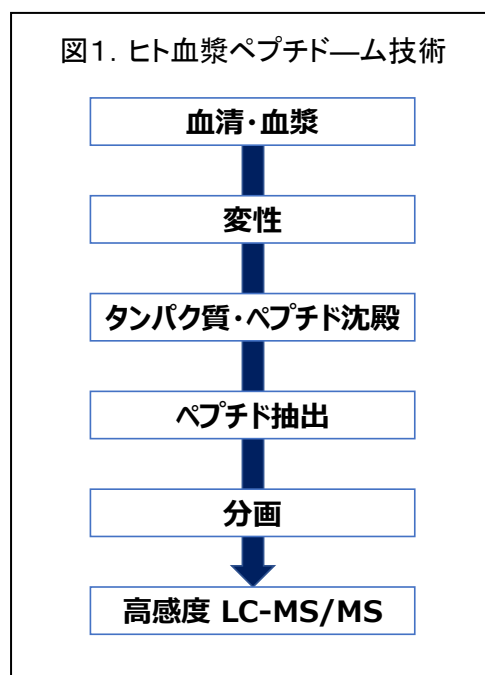 図1．ヒト血漿ペプチド―ム技術
血清・血漿
変性
タンパク質・ペプチド沈殿
ペプチド抽出
分画
高感度 LC-MS/MS